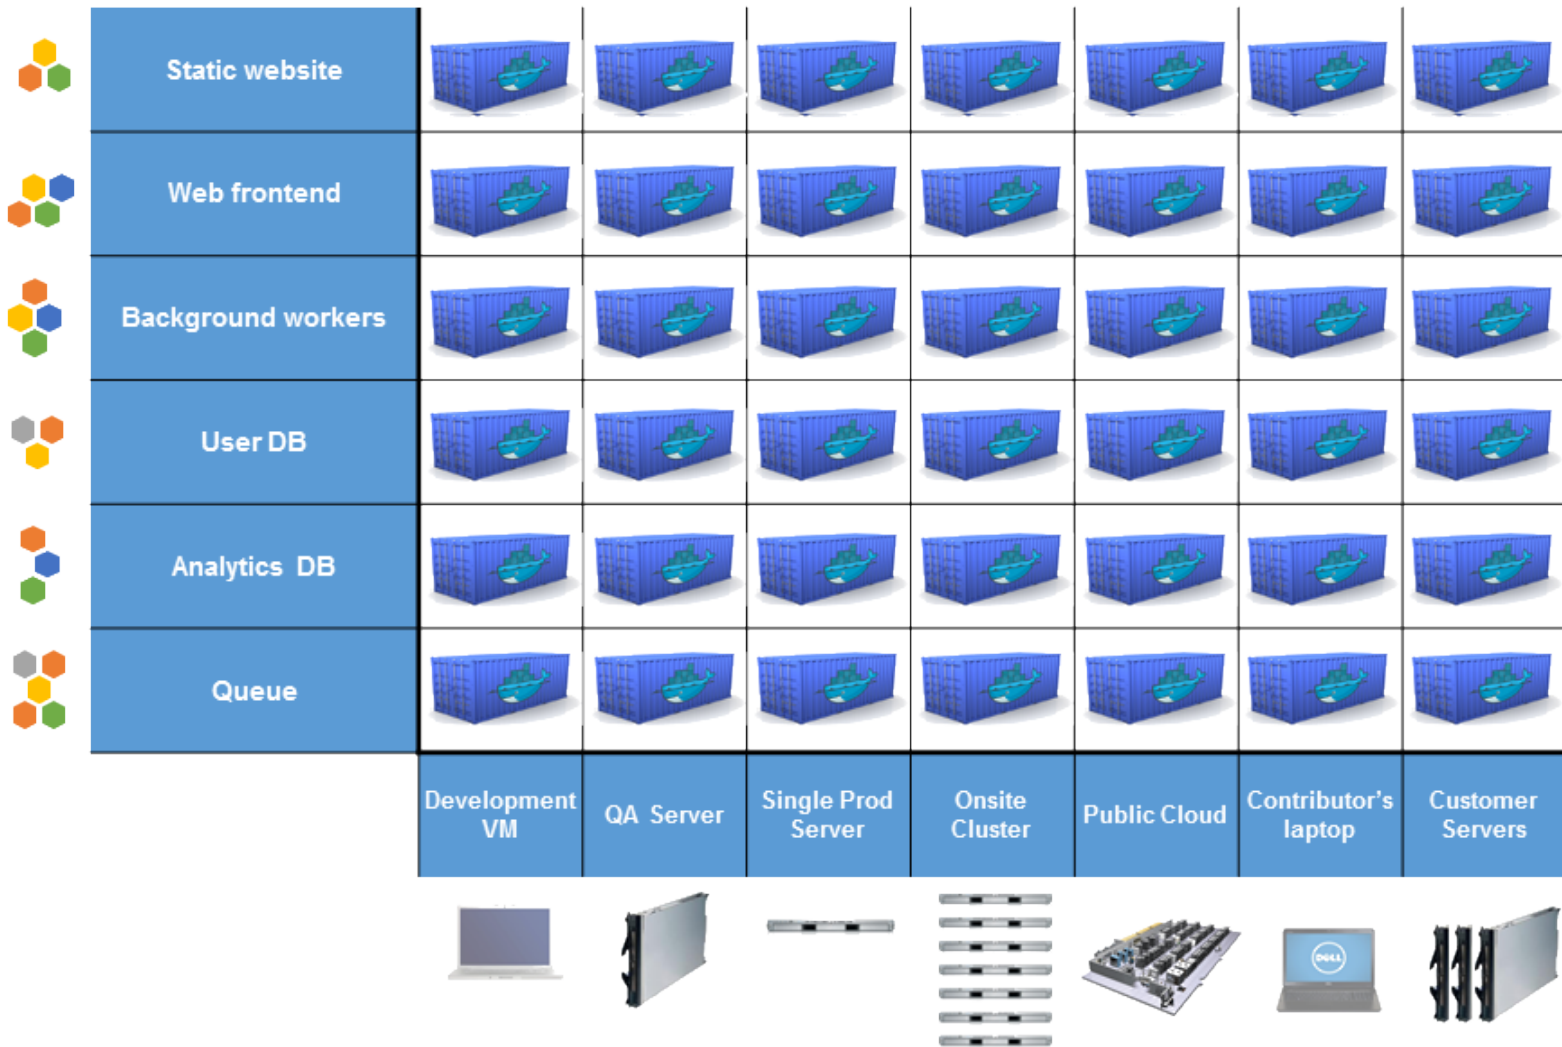 Static website
Web frontend
Background workers
User DB
Analytics DB
Queue
Development
VM
QA Server
Single Prod
Server
Onsite
Cluster
Public Cloud
Contributor's
laptop
Customer
Servers
DELL